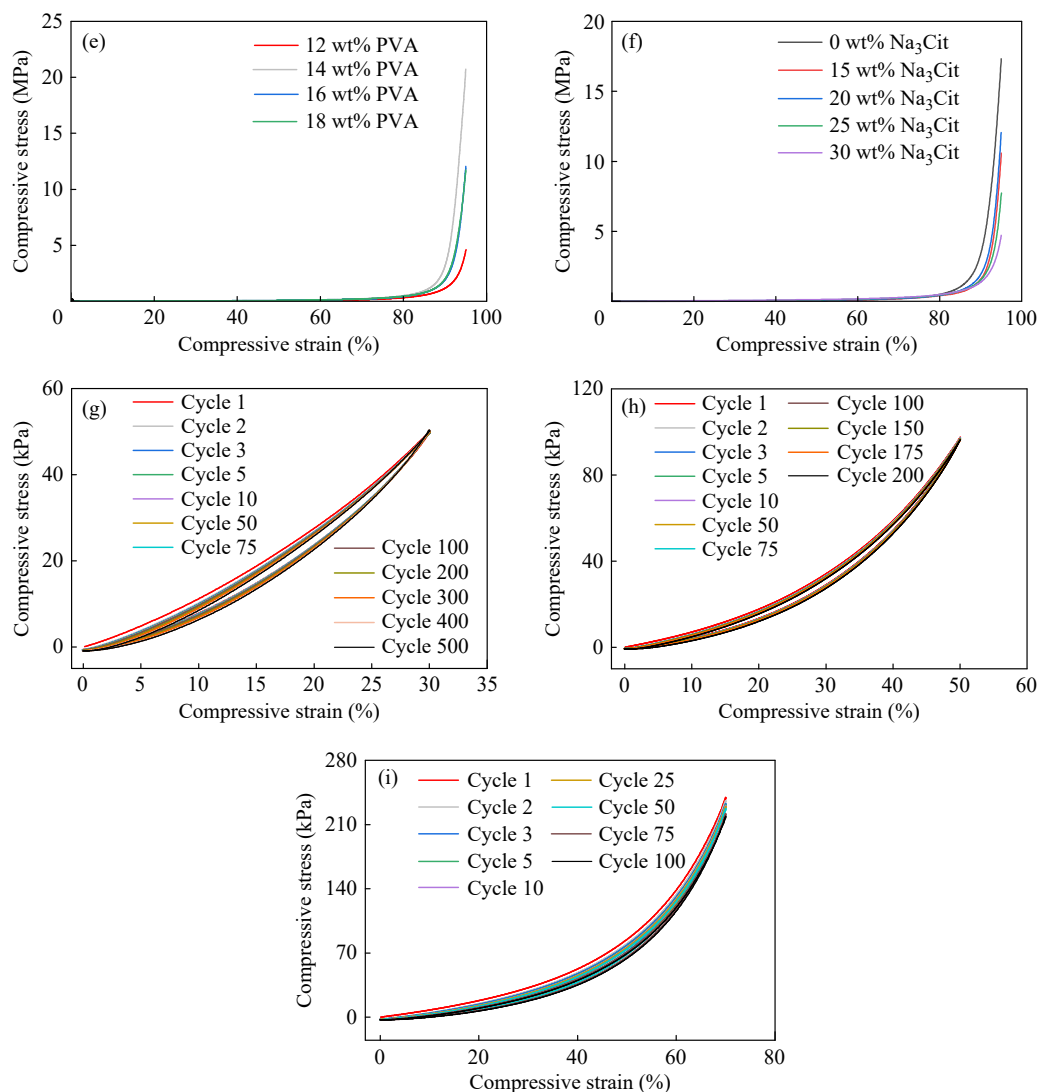 (e)
12 wt% PVA
14 wt% PVA
16 wt% PVA
18 wt% PVA
25
20
15
10
5
20
40
60
80
100
Compressive stress (MPa)
Compressive strain (%)
(f)
0 wt% Na₃Cit
15 wt% Na₃Cit
20 wt% Na₃Cit
25 wt% Na₃Cit
30 wt% Na₃Cit
20
15
10
5
0
20
40
60
80
100
Compressive stress (MPa)
Compressive strain (%)
(g)
Cycle 1
Cycle 2
Cycle 3
Cycle 5
Cycle 10
Cycle 50
Cycle 75
Cycle 100
Cycle 200
Cycle 300
Cycle 400
Cycle 500
60
40
20
0
0
5
10
15
20
25
30
35
Compressive stress (kPa)
Compressive strain (%)
(h)
Cycle 1
Cycle 2
Cycle 3
Cycle 5
Cycle 10
Cycle 50
Cycle 75
Cycle 100
Cycle 150
Cycle 175
Cycle 200
120
80
40
0
0
10
20
30
40
50
60
Compressive stress (kPa)
Compressive strain (%)
(i)
Cycle 1
Cycle 2
Cycle 3
Cycle 5
Cycle 10
Cycle 25
Cycle 50
Cycle 75
Cycle 100
280
210
140
70
0
0
20
40
60
80
Compressive stress (kPa)
Compressive strain (%)